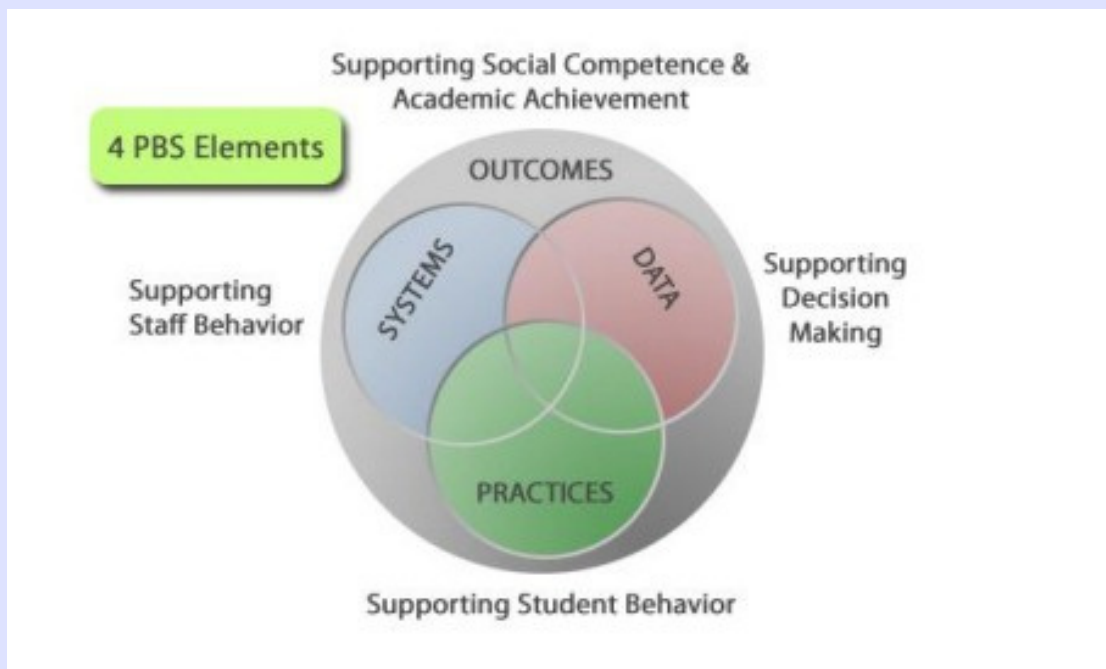 Supporting Social Competence &
Academic Achievement
4 PBS Elements
OUTCOMES
SYSTEMS
DATA
Supporting
Staff Behavior
Supporting
Decision
Making
PRACTICES
Supporting Student Behavior